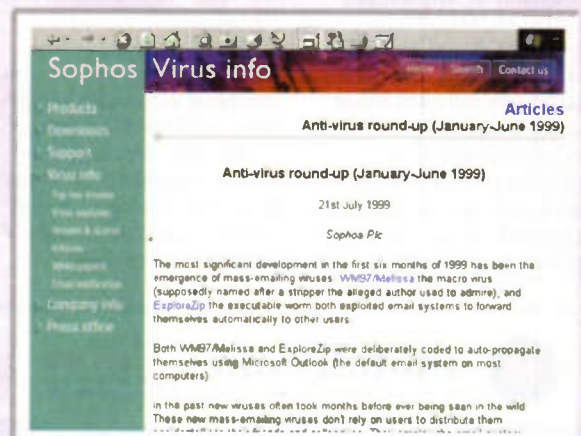 Sophos Virus info
Home Search Contact us
Products
Downloads
Support
Virus info
Company info
Press office
Articles
Anti-virus round-up (January-June 1999)
Anti-virus round-up (January-June 1999)
21st July 1999
Sophos Plc
The most significant development in the first six months of 1999 has been the
emergence of mass-emailing viruses. WM97/Melissa the macro virus
(supposedly named after a stripper the alleged author used to admire), and
ExploreZip the executable worm both exploited email systems to forward
themselves automatically to other users.
Both WM97/Melissa and ExploreZip were deliberately coded to auto-propagate
themselves using Microsoft Outlook (the default email system on most
computers).
In the past new viruses often took months before ever being seen in the wild.
These new mass-emailing viruses don't rely on users to distribute them